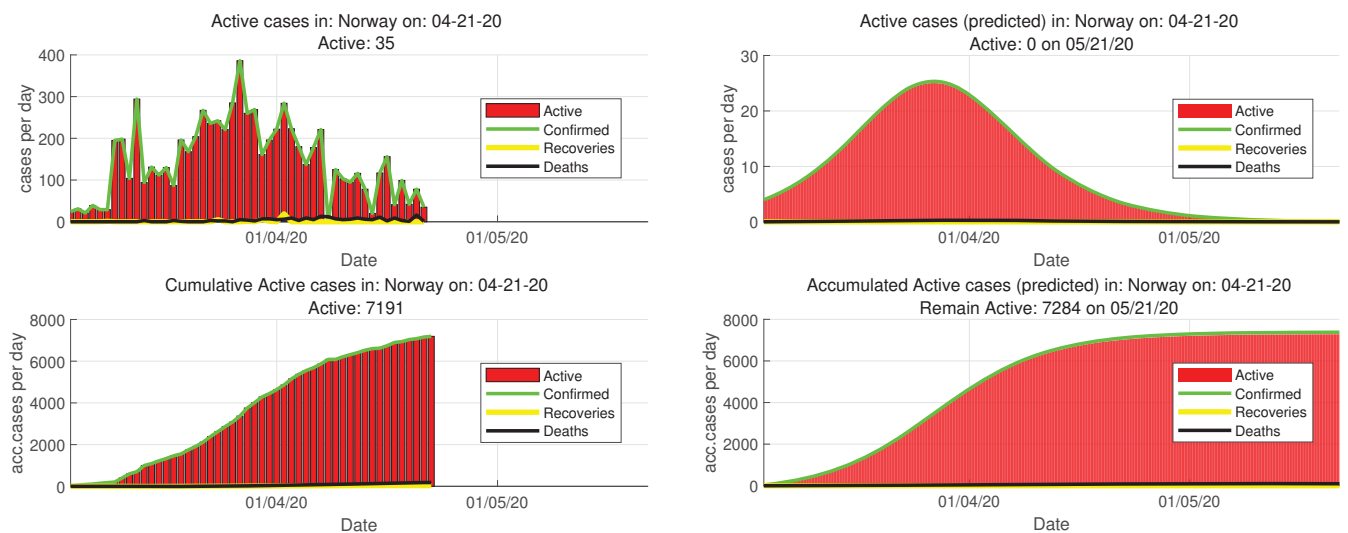 Active cases in: Norway on: 04-21-20
Active: 35
400
300
200
100
0
cases per day
Active
Confirmed
Recoveries
Deaths
01/04/20
01/05/20
Date
Active cases (predicted) in: Norway on: 04-21-20
Active: 0 on 05/21/20
30
20
10
0
cases per day
Active
Confirmed
Recoveries
Deaths
01/04/20
01/05/20
Date
Cumulative Active cases in: Norway on: 04-21-20
Active: 7191
8000
6000
4000
2000
0
acc.cases per day
Active
Confirmed
Recoveries
Deaths
01/04/20
01/05/20
Date
Accumulated Active cases (predicted) in: Norway on: 04-21-20
Remain Active: 7284 on 05/21/20
8000
6000
4000
2000
0
acc.cases per day
Active
Confirmed
Recoveries
Deaths
01/04/20
01/05/20
Date